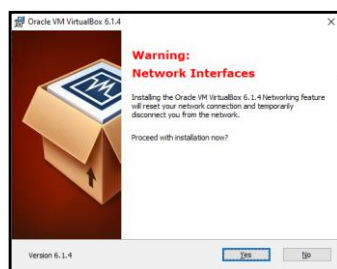 Oracle VM VirtualBox 6.1.4
Warning:
Network Interfaces
Installing the Oracle VM VirtualBox 6.1.4 Networking feature
will reset your network connection and temporarily
disconnect you from the network.
Proceed with installation now?
Version 6.1.4
Yes
No